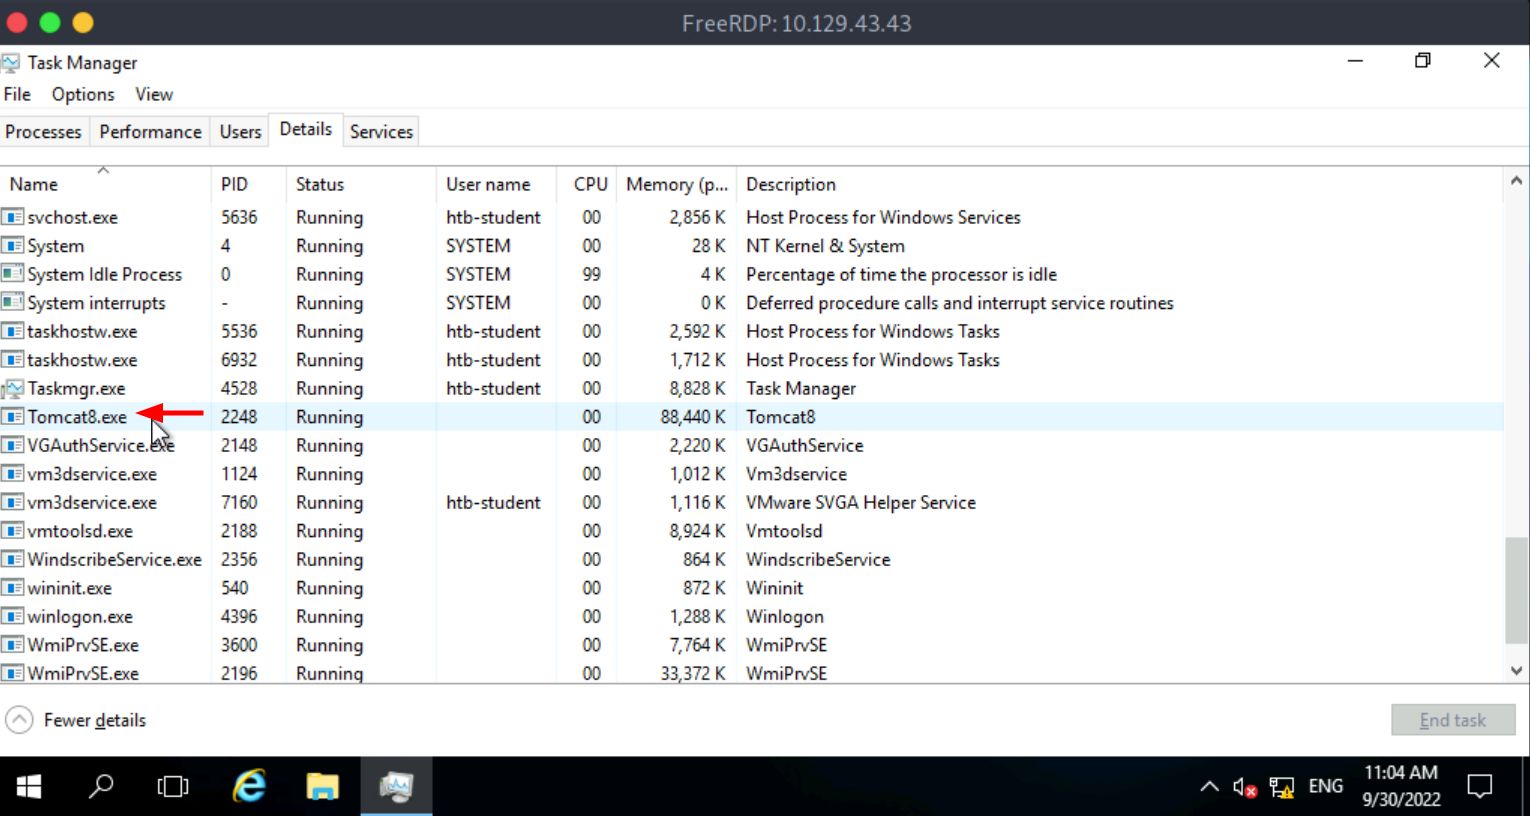 FreeRDP: 10.129.43.43
Task Manager
File Options View
Processes Performance Users Details Services
Name PID Status User name CPU Memory (p... Description
svchost.exe 5636 Running htb-student 00 2,856 K Host Process for Windows Services
System 4 Running SYSTEM 00 28 K NT Kernel & System
System Idle Process 0 Running SYSTEM 99 4 K Percentage of time the processor is idle
System interrupts - Running SYSTEM 00 0 K Deferred procedure calls and interrupt service routines
taskhostw.exe 5536 Running htb-student 00 2,592 K Host Process for Windows Tasks
taskhostw.exe 6932 Running htb-student 00 1,712 K Host Process for Windows Tasks
Taskmgr.exe 4528 Running htb-student 00 8,828 K Task Manager
Tomcat8.exe 2248 Running 00 88,440 K Tomcat8
VGAuthService.exe 2148 Running 00 2,220 K VGAuthService
vm3dservice.exe 1124 Running 00 1,012 K Vm3dservice
vm3dservice.exe 7160 Running htb-student 00 1,116 K VMware SVGA Helper Service
vmtoolsd.exe 2188 Running 00 8,924 K Vmtoolsd
WindscribeService.exe 2356 Running 00 864 K WindscribeService
wininit.exe 540 Running 00 872 K Wininit
winlogon.exe 4396 Running 00 1,288 K Winlogon
WmiPrvSE.exe 3600 Running 00 7,764 K WmiPrvSE
WmiPrvSE.exe 2196 Running 00 33,372 K WmiPrvSE
Fewer details End task
ENG 11:04 AM
9/30/2022